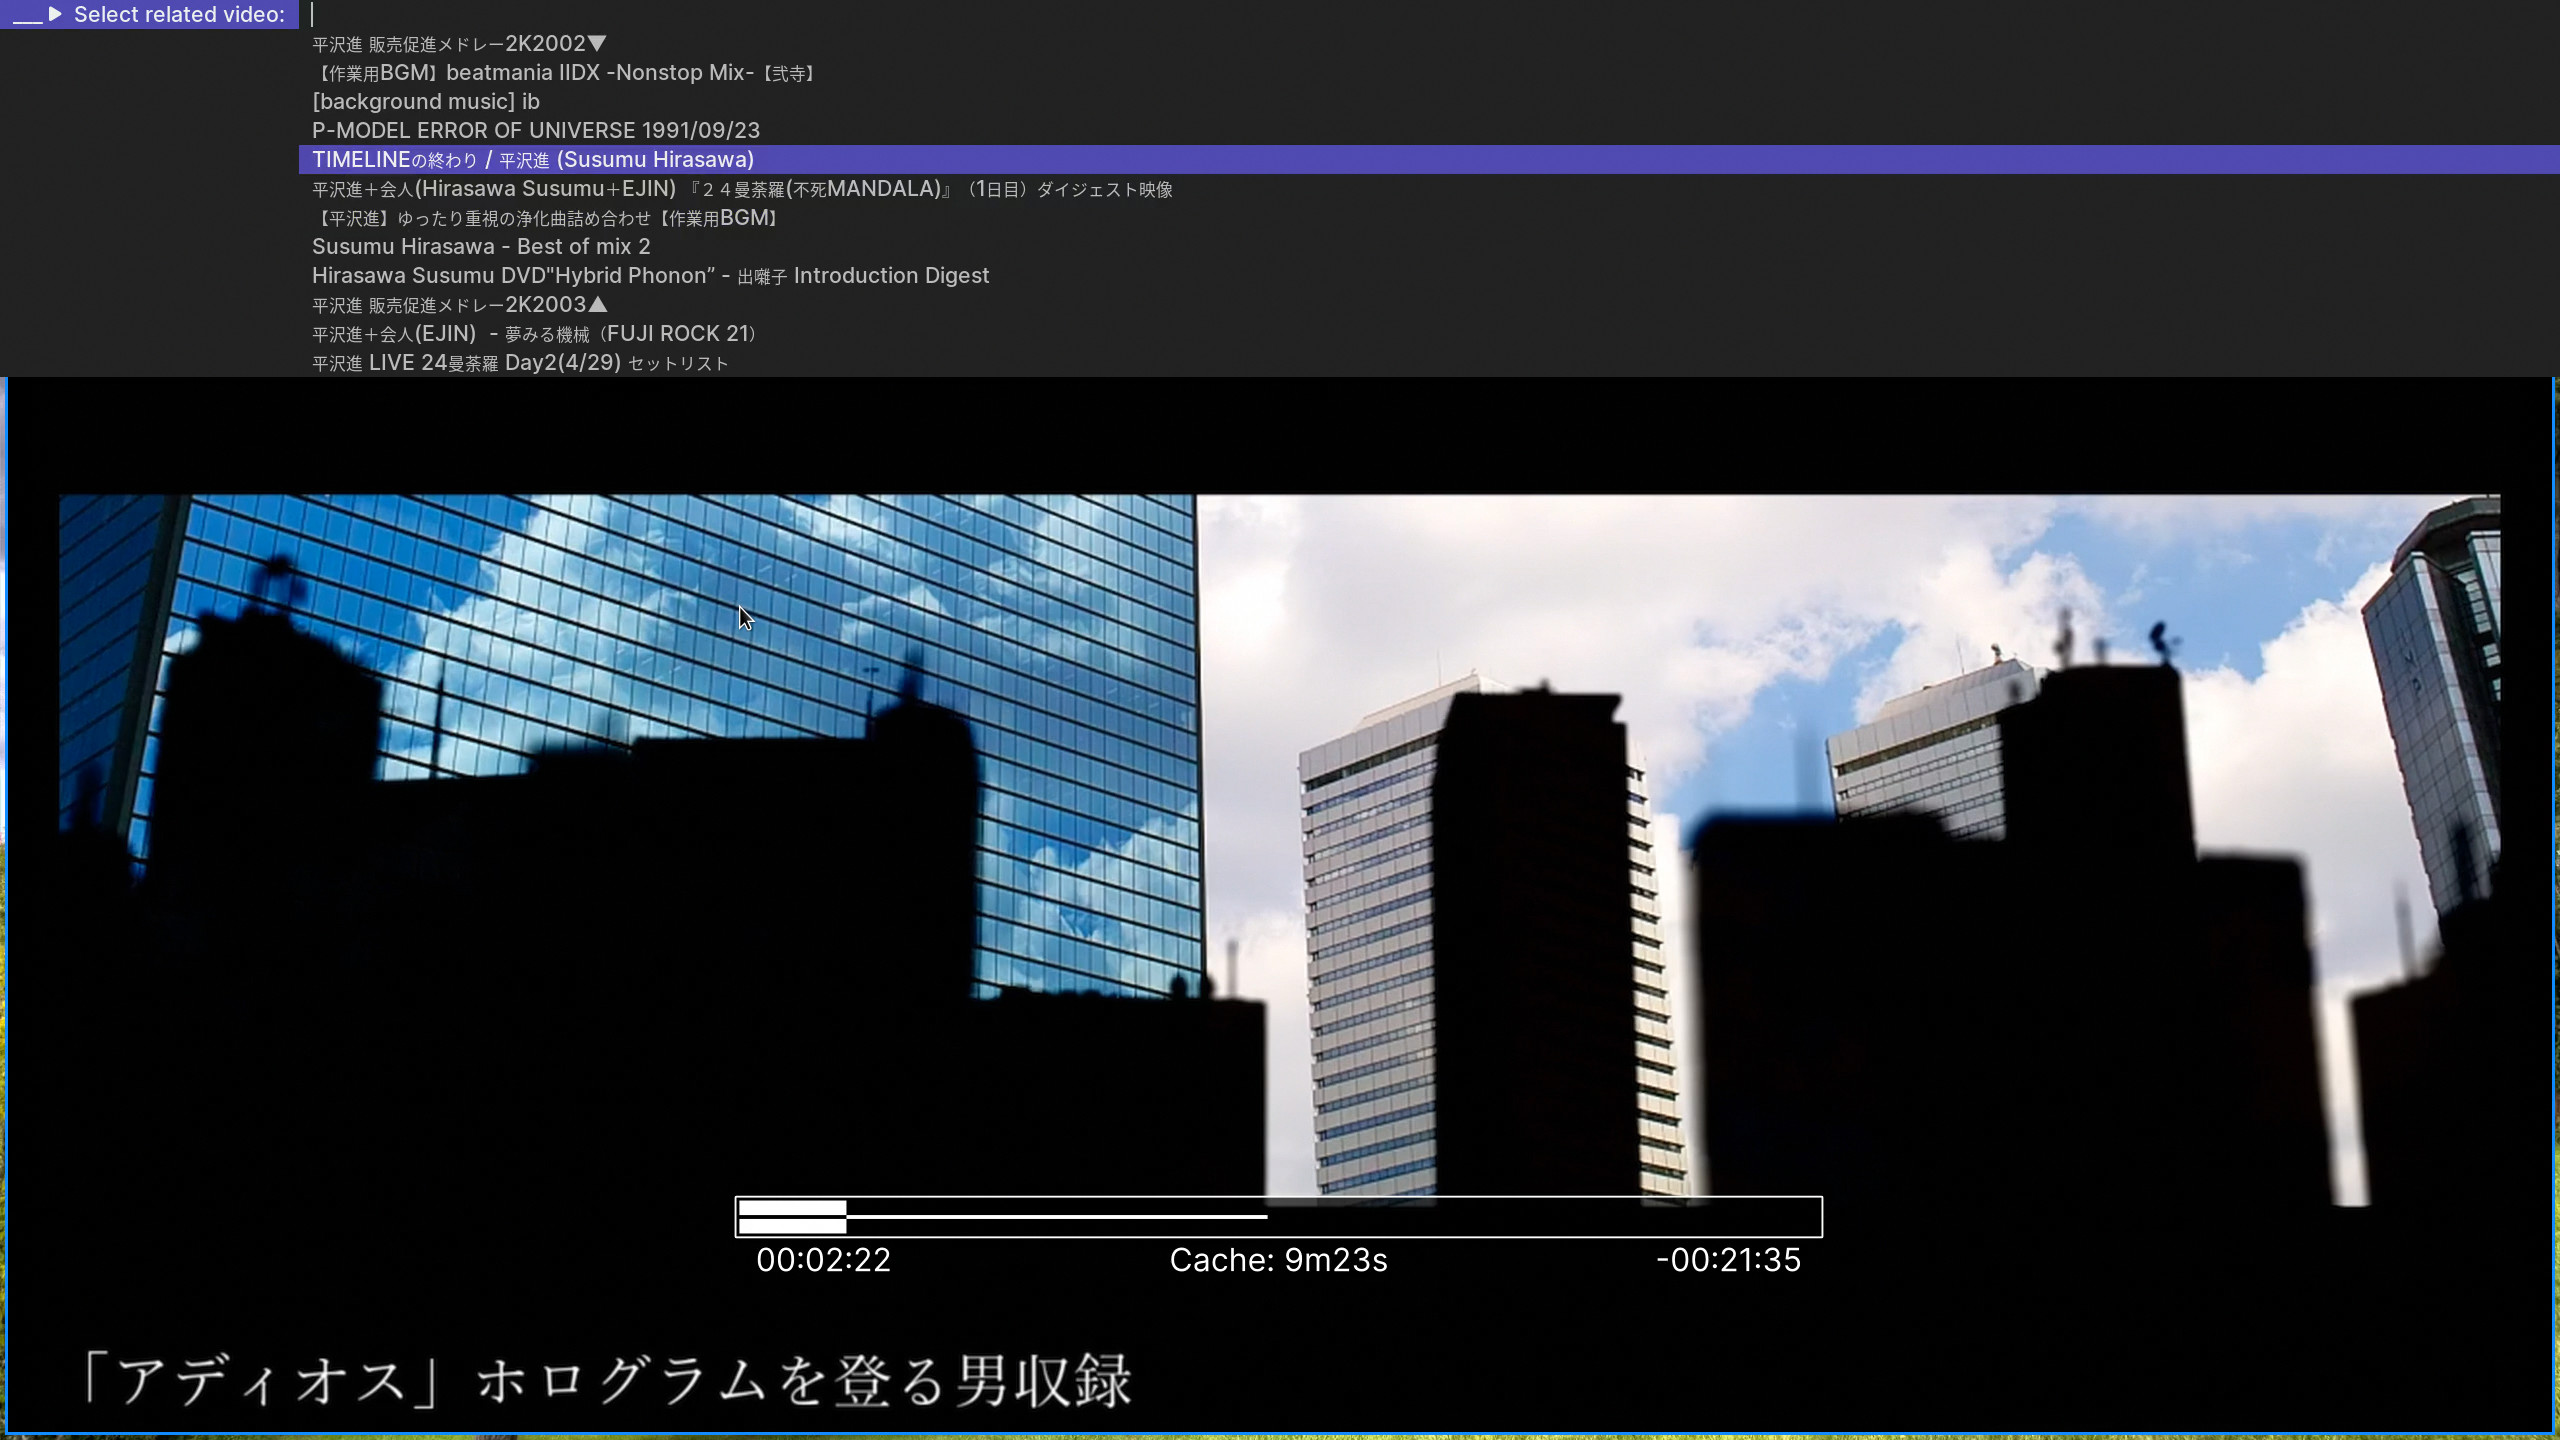 ___ ▶ Select related video:
平沢進 販売促進メドレー2K2002▼
【作業用BGM】beatmania IIDX -Nonstop Mix-【弐寺】
[background music] ib
P-MODEL ERROR OF UNIVERSE 1991/09/23
TIMELINEの終わり / 平沢進 (Susumu Hirasawa)
平沢進＋会人(Hirasawa Susumu＋EJIN) 『２４曼荼羅(不死MANDALA)』（1日目）ダイジェスト映像
【平沢進】ゆったり重視の浄化曲詰め合わせ【作業用BGM】
Susumu Hirasawa - Best of mix 2
Hirasawa Susumu DVD"Hybrid Phonon” - 出囃子 Introduction Digest
平沢進 販売促進メドレー2K2003▲
平沢進＋会人(EJIN)  - 夢みる機械（FUJI ROCK 21）
平沢進 LIVE 24曼荼羅 Day2(4/29) セットリスト
00:02:22 Cache: 9m23s -00:21:35
「アディオス」ホログラムを登る男収録